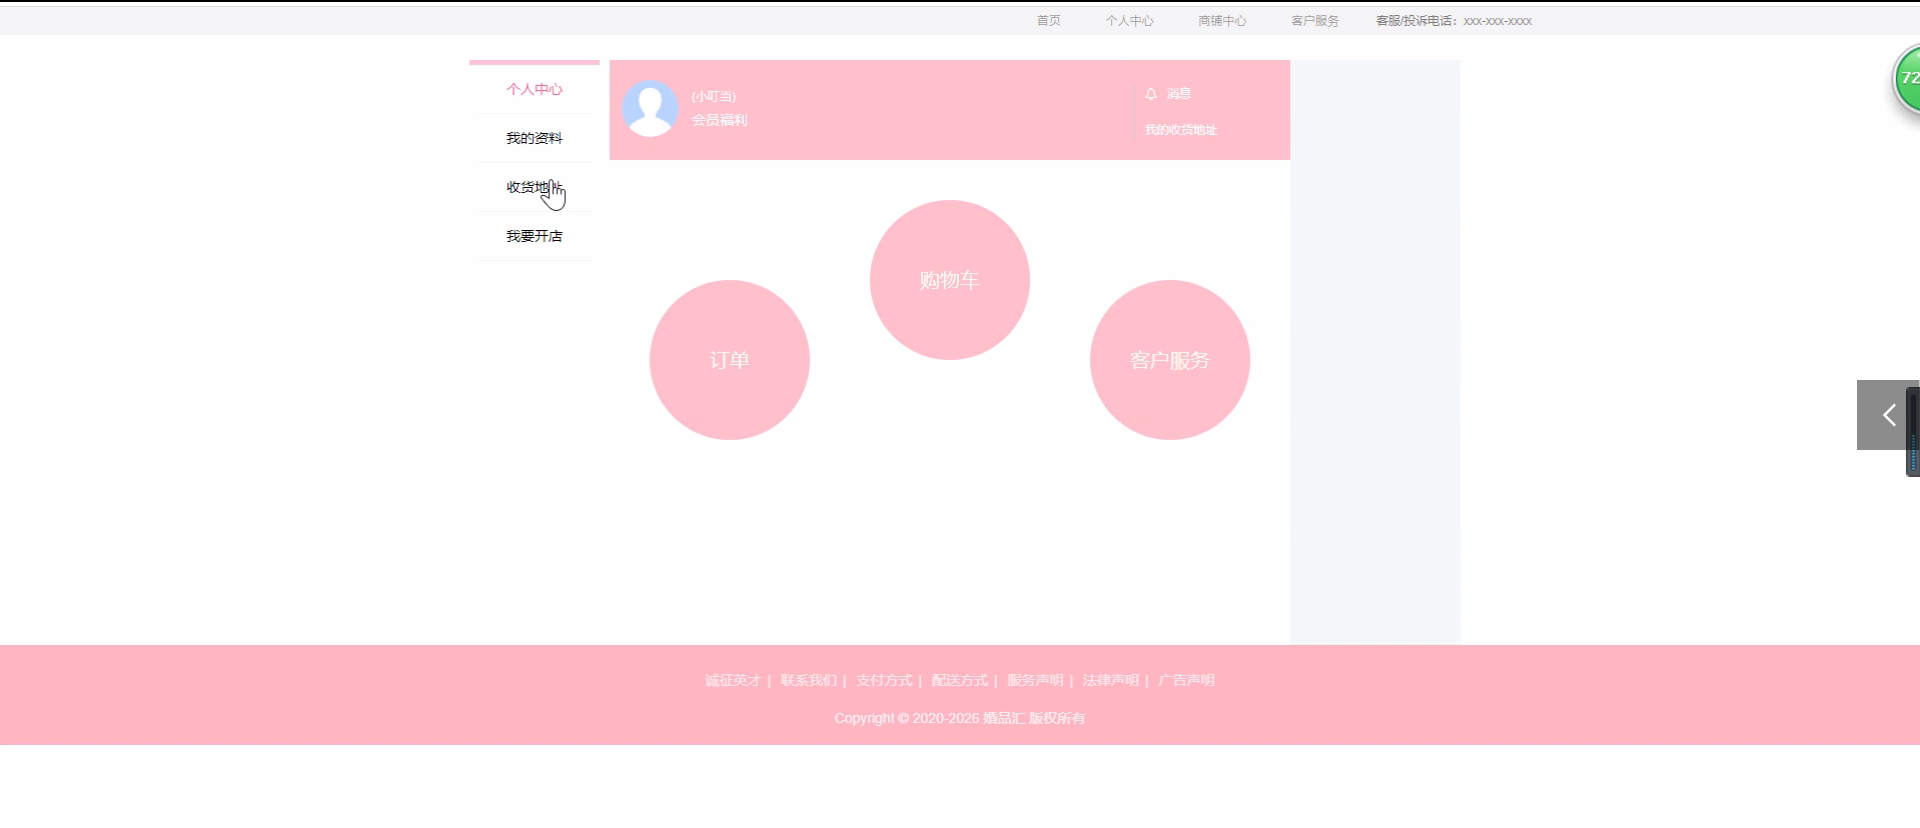 首页 个人中心 商铺中心 客户服务 客服/投诉电话：xxx-xxx-xxxx
72
个人中心
我的资料
收货地址
我要开店
(小叮当)
会员福利
消息
我的收货地址
购物车
订单
客户服务
诚征英才 | 联系我们 | 支付方式 | 配送方式 | 服务声明 | 法律声明 | 广告声明
Copyright © 2020-2026 婚品汇 版权所有